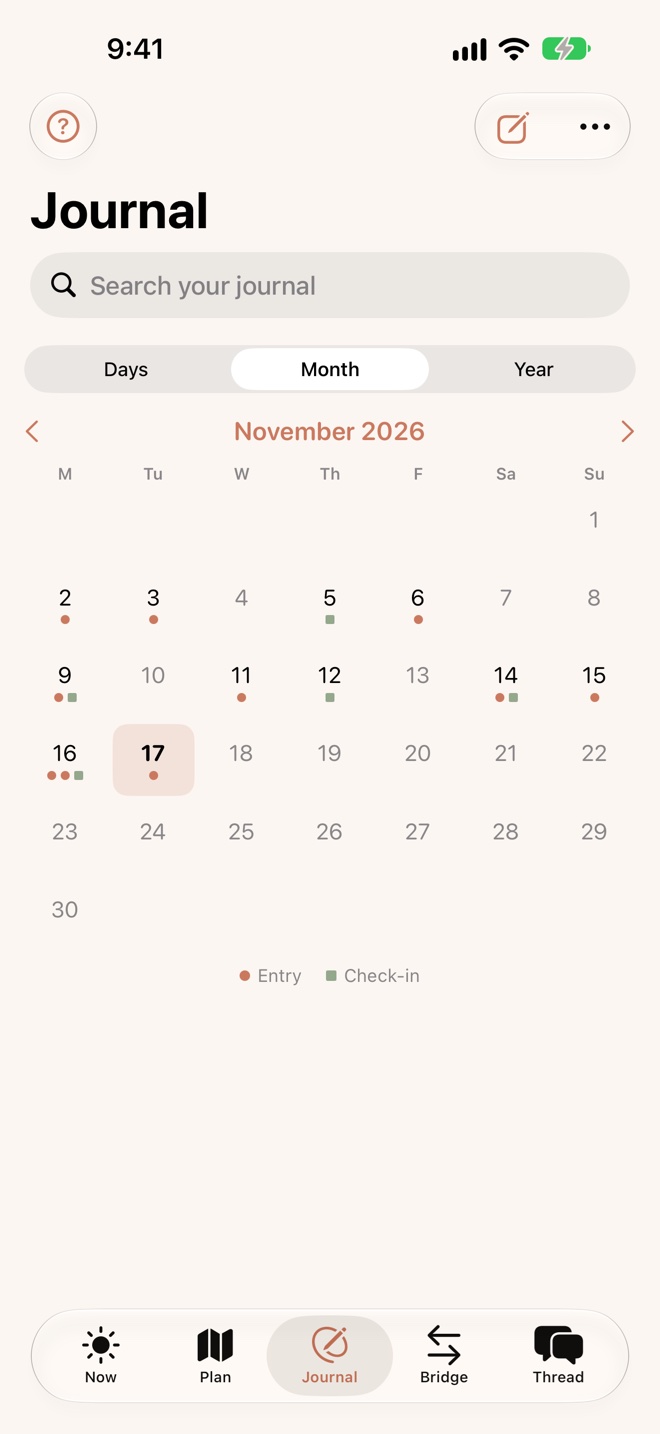 9:41
?
Journal
Search your journal
Days Month Year
November 2026
M Tu W Th F Sa Su
1
2 3 4 5 6 7 8
9 10 11 12 13 14 15
16 17 18 19 20 21 22
23 24 25 26 27 28 29
30
Entry Check-in
Now Plan Journal Bridge Thread